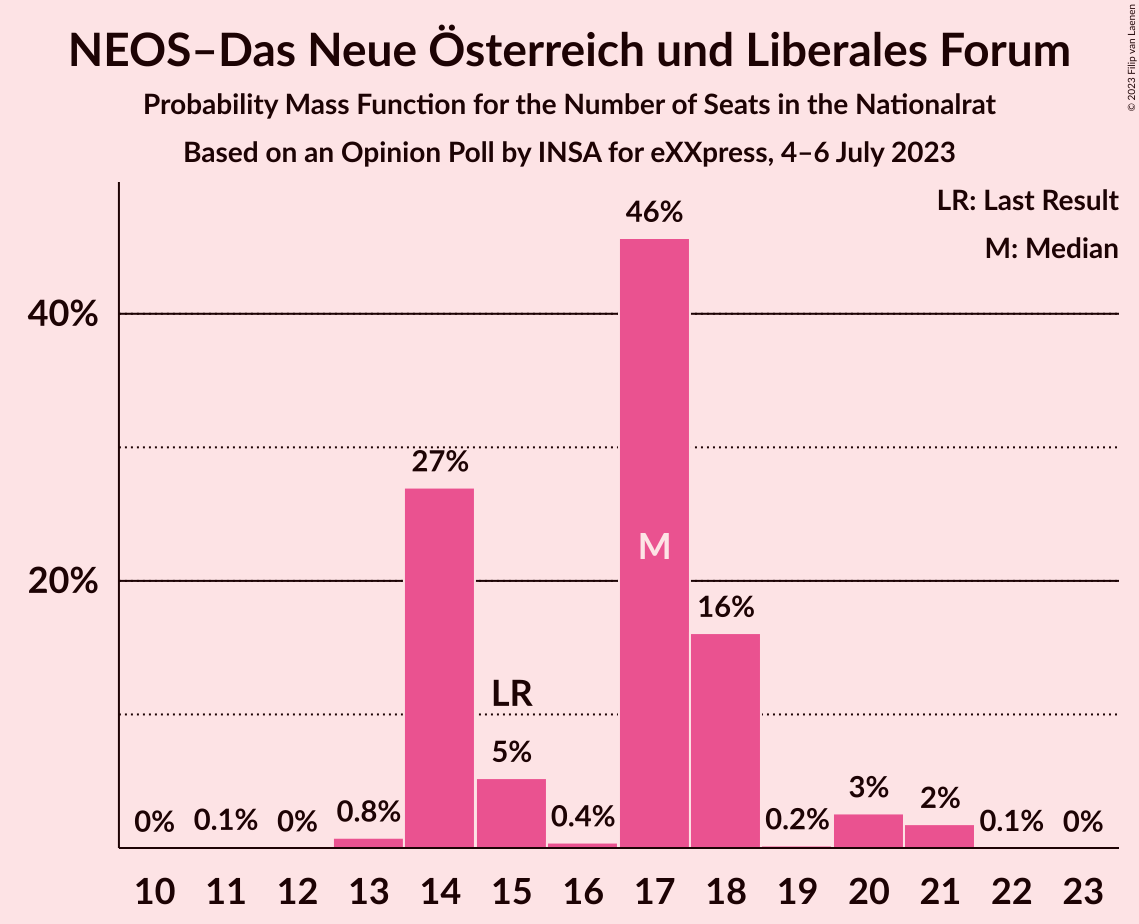 NEOS–Das Neue Österreich und Liberales Forum
Probability Mass Function for the Number of Seats in the Nationalrat
Based on an Opinion Poll by INSA for eXXpress, 4–6 July 2023
© 2023 Filip van Laenen
LR: Last Result
M: Median
46%
40%
27%
M
20%
16%
LR
5%
0% 0.1% 0% 0.8% 0.4% 0.2% 3% 2% 0.1% 0%
10 11 12 13 14 15 16 17 18 19 20 21 22 23